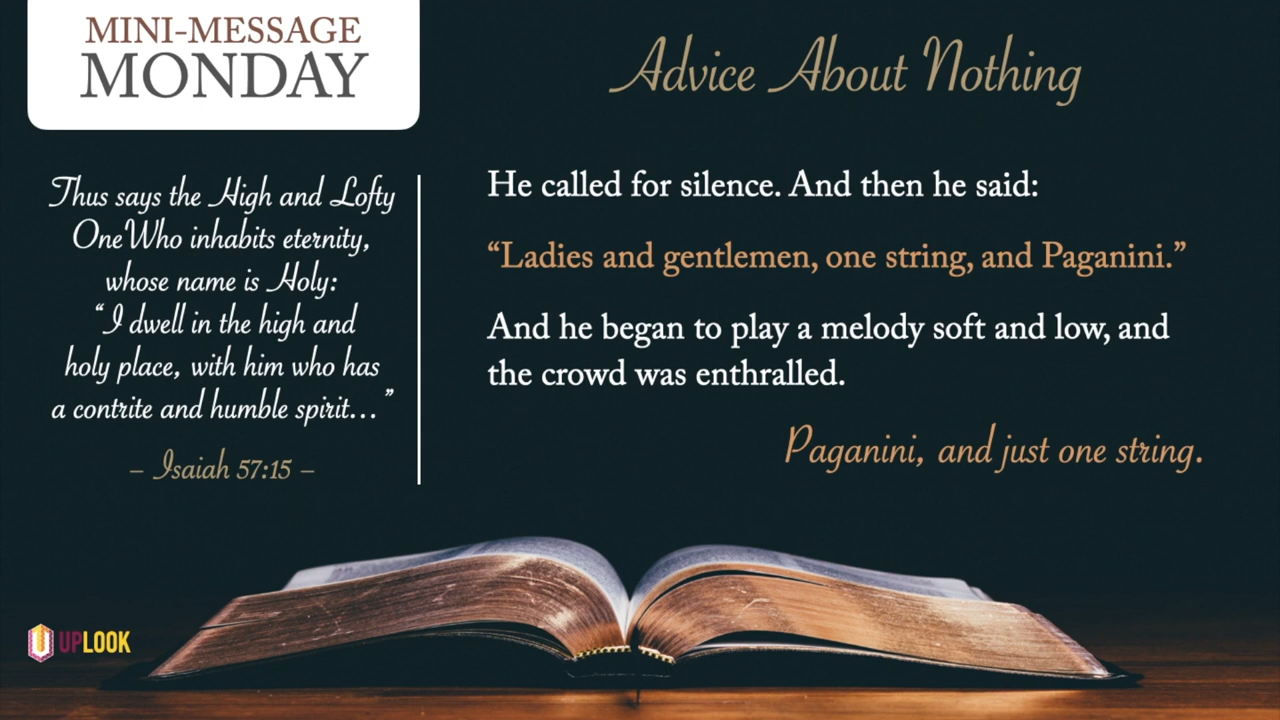 MINI-MESSAGE
MONDAY
Advice About Nothing
Thus says the High and Lofty
One Who inhabits eternity,
whose name is Holy:
“I dwell in the high and
holy place, with him who has
a contrite and humble spirit…”
– Isaiah 57:15 –
He called for silence. And then he said:
“Ladies and gentlemen, one string, and Paganini.”
And he began to play a melody soft and low, and
the crowd was enthralled.
Paganini, and just one string.
UPLOOK